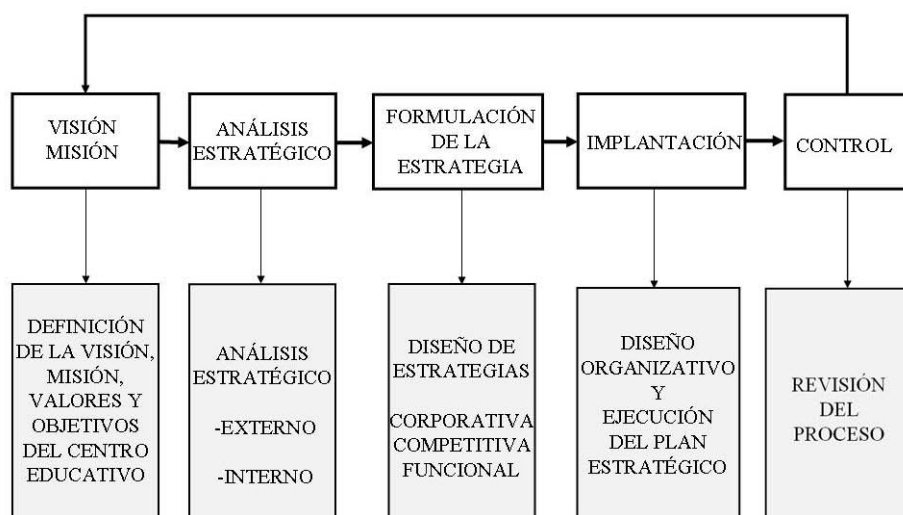 VISIÓN
MISIÓN
ANÁLISIS
ESTRATÉGICO
FORMULACIÓN
DE LA
ESTRATEGIA
IMPLANTACIÓN
CONTROL
DEFINICIÓN
DE LA VISIÓN,
MISIÓN,
VALORES Y
OBJETIVOS
DEL CENTRO
EDUCATIVO
ANÁLISIS
ESTRATÉGICO
-EXTERNO
-INTERNO
DISEÑO DE
ESTRATEGIAS
CORPORATIVA
COMPETITIVA
FUNCIONAL
DISEÑO
ORGANIZATIVO
Y
EJECUCIÓN
DEL PLAN
ESTRATÉGICO
REVISIÓN
DEL
PROCESO